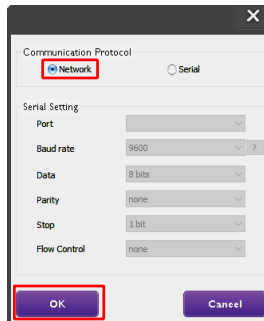 Communication Protocol
Network Serial
Serial Setting
Port
Baud rate 9600 ?
Data 8 bits
Parity none
Stop 1 bit
Flow Control none
OK Cancel